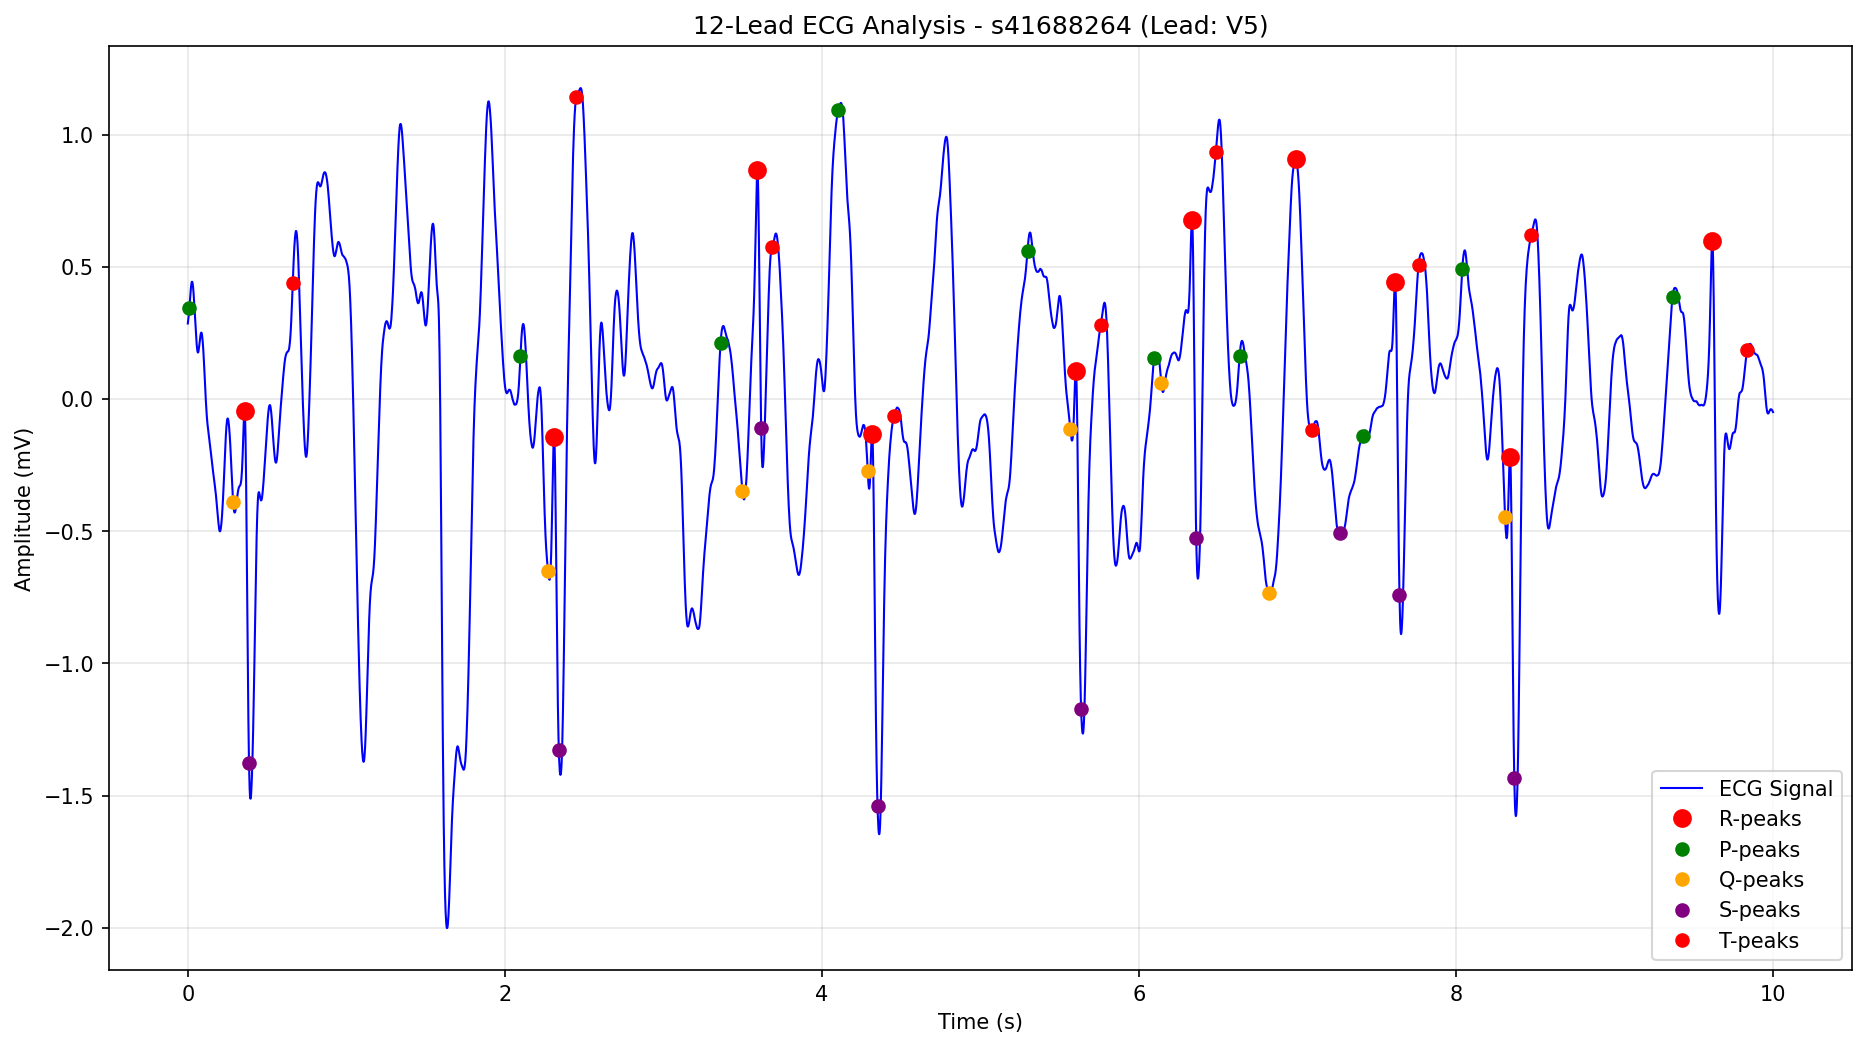 12-Lead ECG Analysis - s41688264 (Lead: V5)
Amplitude (mV)
1.0
0.5
0.0
−0.5
−1.0
−1.5
−2.0
ECG Signal
R-peaks
P-peaks
Q-peaks
S-peaks
T-peaks
0 2 4 6 8 10
Time (s)